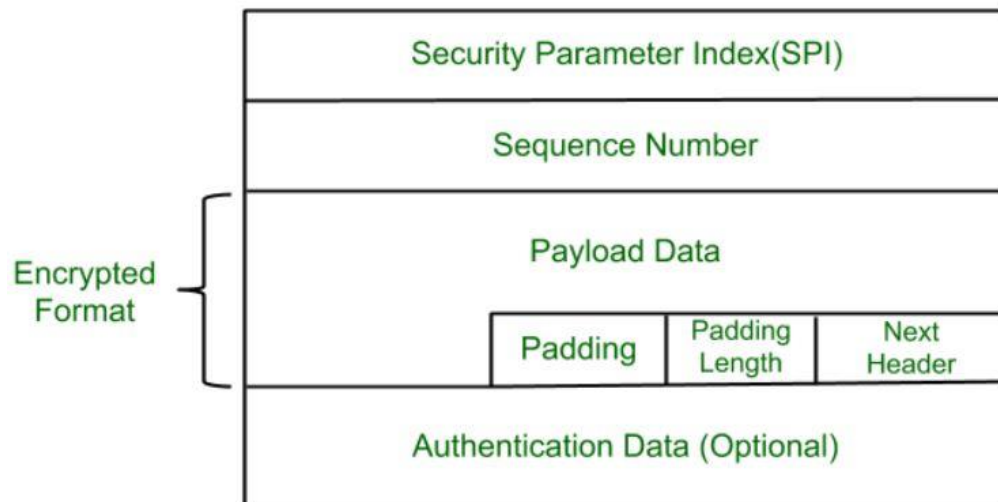 Security Parameter Index(SPI)
Sequence Number
Encrypted
Format
Payload Data
Padding
Padding
Length
Next
Header
Authentication Data (Optional)